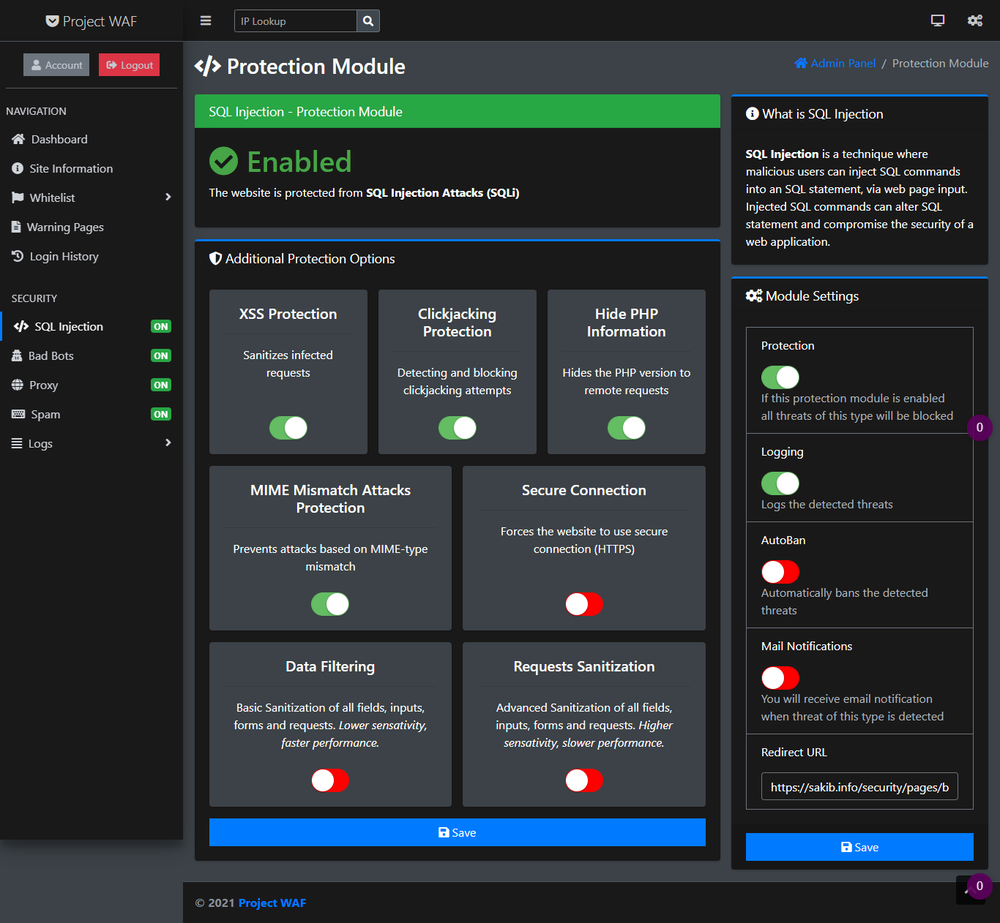 Project WAF
IP Lookup
Account
Logout
NAVIGATION
Dashboard
Site Information
Whitelist
Warning Pages
Login History
SECURITY
SQL Injection ON
Bad Bots ON
Proxy ON
Spam ON
Logs
Protection Module
Admin Panel / Protection Module
SQL Injection - Protection Module
Enabled
The website is protected from SQL Injection Attacks (SQLi)
Additional Protection Options
XSS Protection
Sanitizes infected
requests
Clickjacking
Protection
Detecting and blocking
clickjacking attempts
Hide PHP
Information
Hides the PHP version to
remote requests
MIME Mismatch Attacks
Protection
Prevents attacks based on MIME-type
mismatch
Secure Connection
Forces the website to use secure
connection (HTTPS)
Data Filtering
Basic Sanitization of all fields, inputs,
forms and requests. Lower sensativity,
faster performance.
Requests Sanitization
Advanced Sanitization of all fields,
inputs, forms and requests. Higher
sensativity, slower performance.
Save
What is SQL Injection
SQL Injection is a technique where
malicious users can inject SQL commands
into an SQL statement, via web page input.
Injected SQL commands can alter SQL
statement and compromise the security of a
web application.
Module Settings
Protection
If this protection module is enabled
all threats of this type will be blocked
0
Logging
Logs the detected threats
AutoBan
Automatically bans the detected
threats
Mail Notifications
You will receive email notification
when threat of this type is detected
Redirect URL
https://sakib.info/security/pages/b
Save
0
© 2021 Project WAF